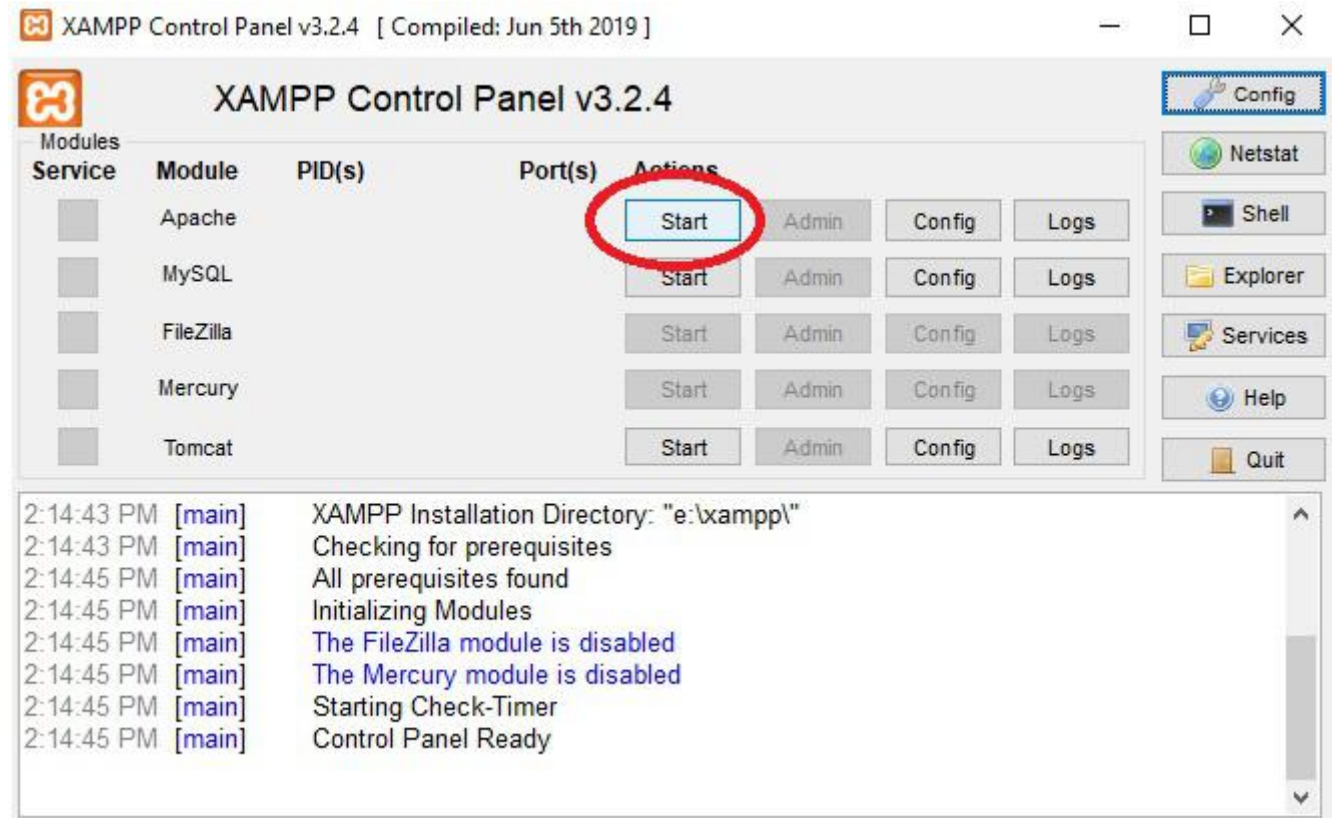 XAMPP Control Panel v3.2.4 [ Compiled: Jun 5th 2019 ]
XAMPP Control Panel v3.2.4
Config
Modules
Netstat
Service Module PID(s) Port(s) Actions
Apache Start Admin Config Logs
Shell
MySQL Start Admin Config Logs
Explorer
FileZilla Start Admin Config Logs
Services
Mercury Start Admin Config Logs
Help
Tomcat Start Admin Config Logs
Quit
2:14:43 PM [main] XAMPP Installation Directory: "e:\xampp\"
2:14:43 PM [main] Checking for prerequisites
2:14:45 PM [main] All prerequisites found
2:14:45 PM [main] Initializing Modules
2:14:45 PM [main] The FileZilla module is disabled
2:14:45 PM [main] The Mercury module is disabled
2:14:45 PM [main] Starting Check-Timer
2:14:45 PM [main] Control Panel Ready